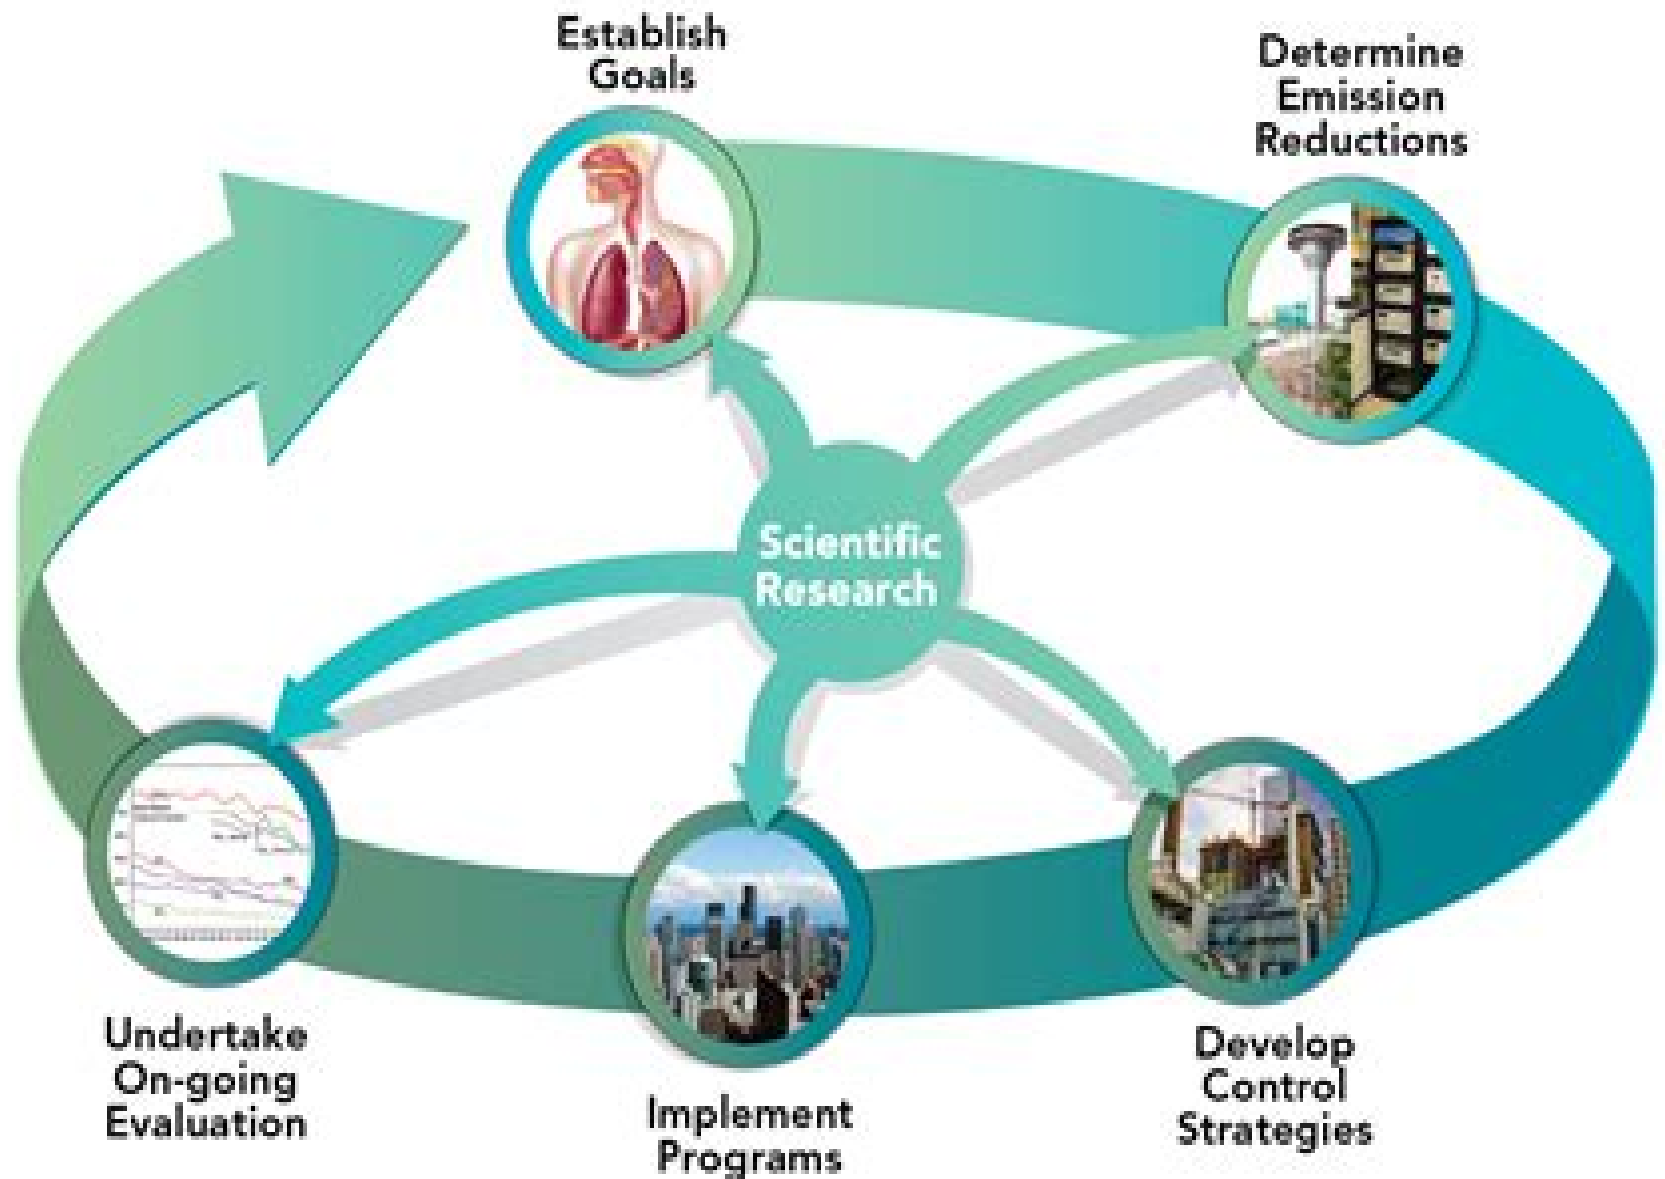 Establish
Goals
Determine
Emission
Reductions
Scientific
Research
Develop
Control
Strategies
Implement
Programs
Undertake
On-going
Evaluation